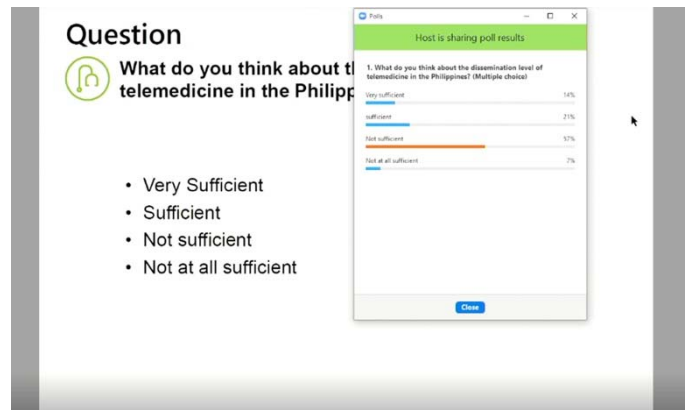 Question
What do you think about t
telemedicine in the Philipp
• Very Sufficient
• Sufficient
• Not sufficient
• Not at all sufficient
Polls
Host is sharing poll results
1. What do you think about the dissemination level of
telemedicine in the Philippines? (Multiple choice)
Very sufficient 14%
sufficient 21%
Not sufficient 57%
Not at all sufficient 7%
Close